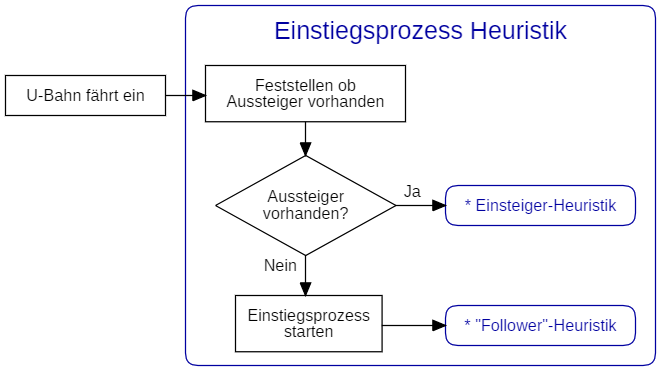 Einstiegsprozess Heuristik
U-Bahn fährt ein
Feststellen ob
Aussteiger vorhanden
Aussteiger
vorhanden?
Ja
* Einsteiger-Heuristik
Nein
Einstiegsprozess
starten
* "Follower"-Heuristik